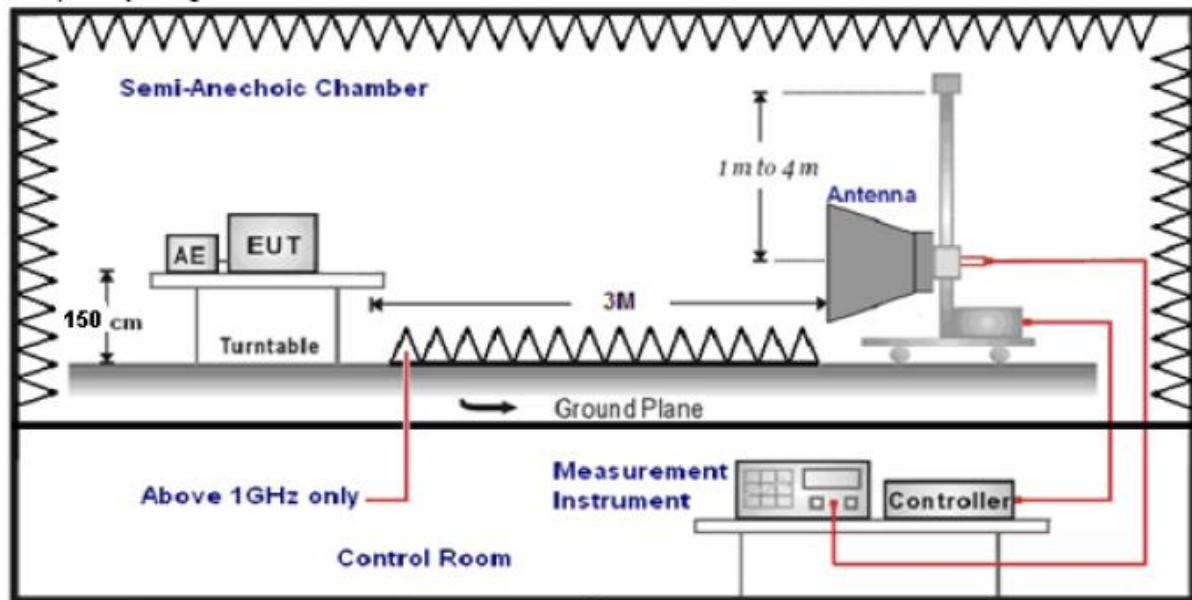 Semi-Anechoic Chamber
1 m to 4 m
Antenna
AE
EUT
3M
150 cm
Turntable
Ground Plane
Above 1GHz only
Measurement
Instrument
Controller
Control Room